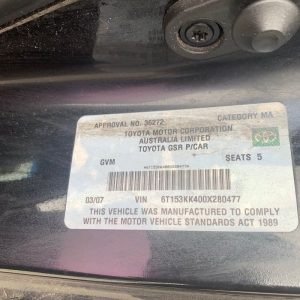 APPROVAL NO. 36272 CATEGORY MA
TOYOTA MOTOR CORPORATION
AUSTRALIA LIMITED
TOYOTA GSR P/CAR
GVM SEATS 5
*6T153KK400X280477*
03/07 VIN 6T153KK400X280477
THIS VEHICLE WAS MANUFACTURED TO COMPLY
WITH THE MOTOR VEHICLE STANDARDS ACT 1989